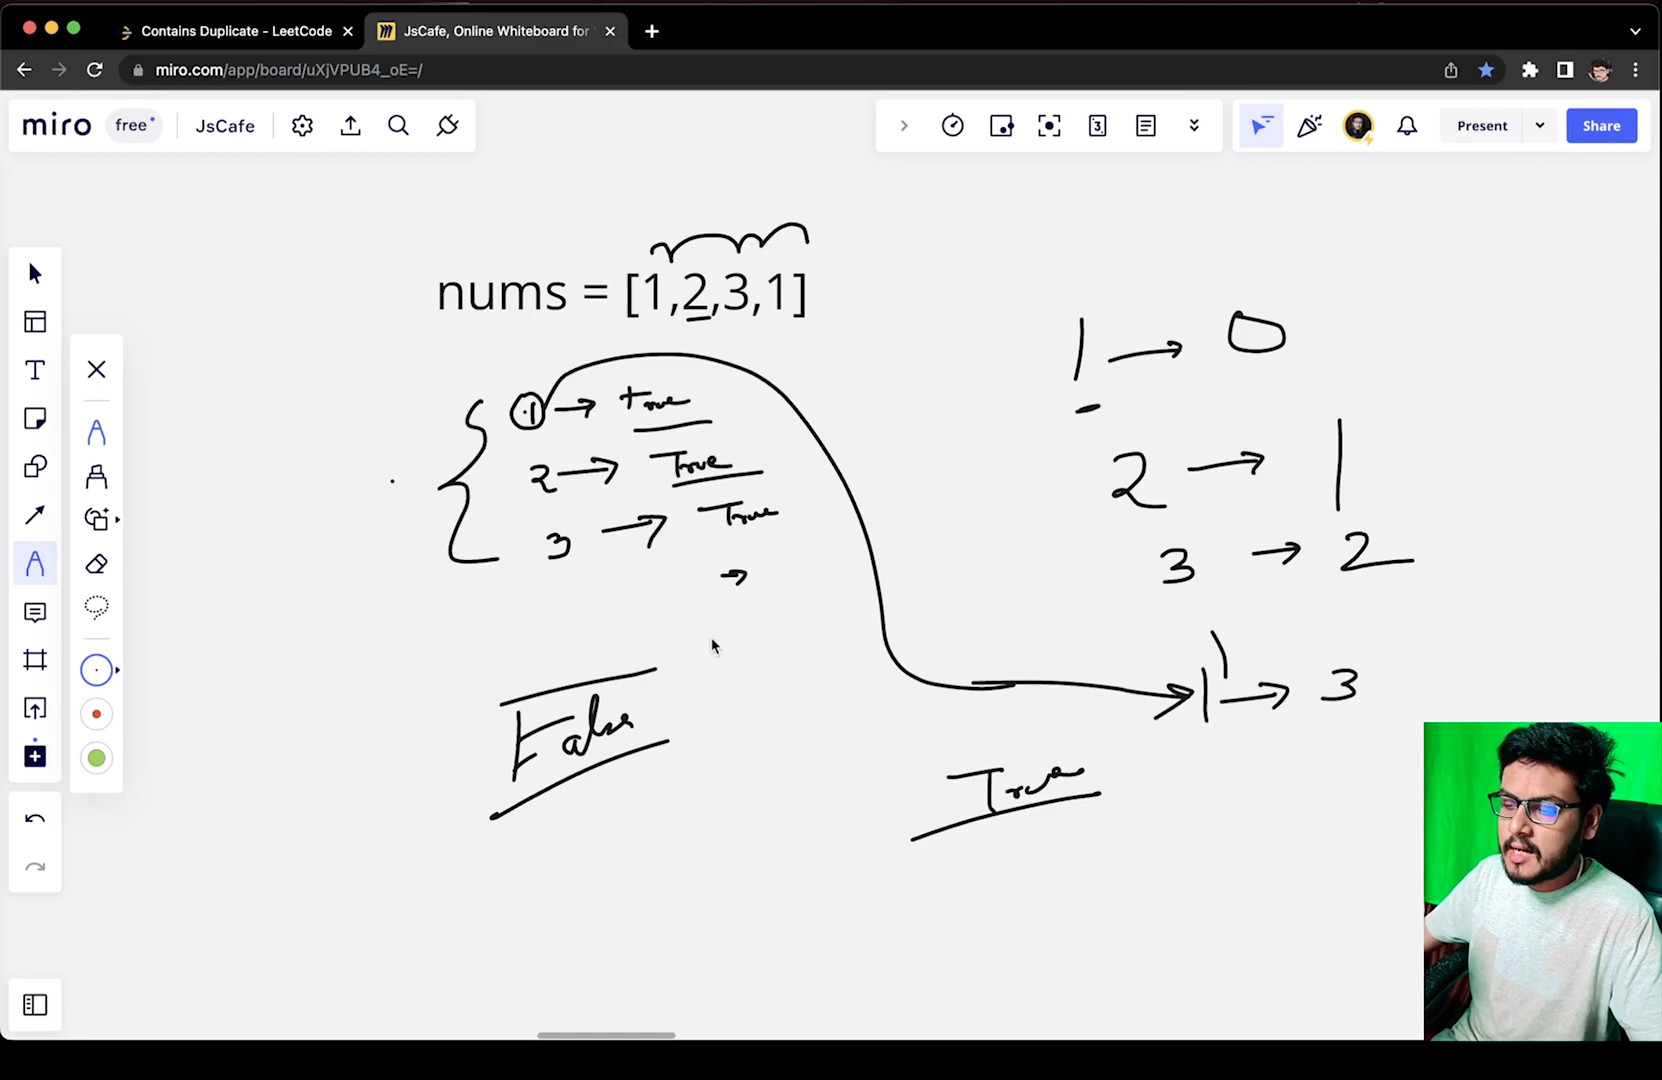 Contains Duplicate - LeetCode
JsCafe, Online Whiteboard for
miro.com/app/board/uXjVPUB4_oE=/
miro free JsCafe
3
Present
Share
nums = [1,2,3,1]
1 → true
2 → True
3 → True
→
False
1 → 0
2 → 1
3 → 2
1 → 3
True